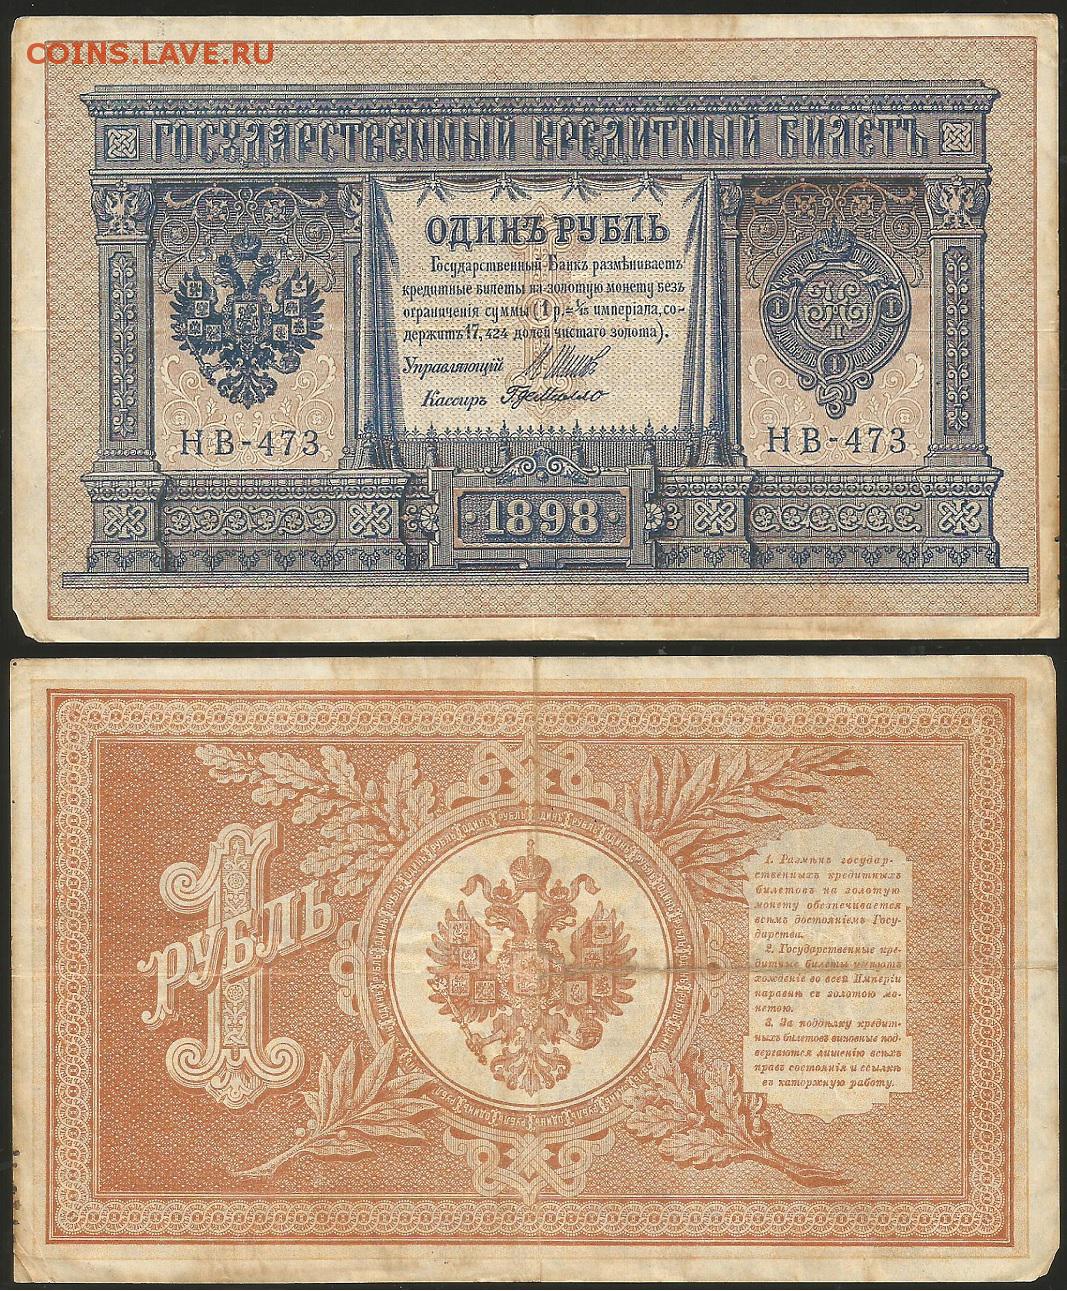 COINS.LAVE.RU
ГОСУДАРСТВЕННЫЙ КРЕДИТНЫЙ БИЛЕТЪ
ОДИНЪ РУБЛЬ
Государственный Банкъ размѣниваетъ
кредитные билеты на золотую монету безъ
ограниченія суммы (1 р.=1/15 имперіала, со-
держитъ 17,424 долей чистаго золота).
Управляющій
Кассиръ
НВ-473
НВ-473
1898
1
РУБЛЬ
1. Размѣнъ государ-
ственныхъ кредитныхъ
билетовъ на золотую
монету обезпечивается
всѣмъ достояніемъ Госу-
дарства.
2. Государственные кре-
дитные билеты имѣютъ
хожденіе во всей Имперіи
наравнѣ съ золотою мо-
нетою.
3. За поддѣлку кредит-
ныхъ билетовъ виновные под-
вергаются лишенію всѣхъ
правъ состоянія и ссылкѣ
въ каторжную работу.